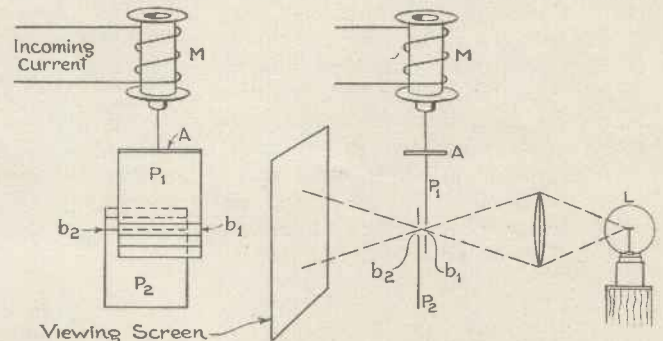 Incoming
Current
M
A
P1
b2
b1
P2
M
A
P1
L
b2
b1
P2
Viewing Screen